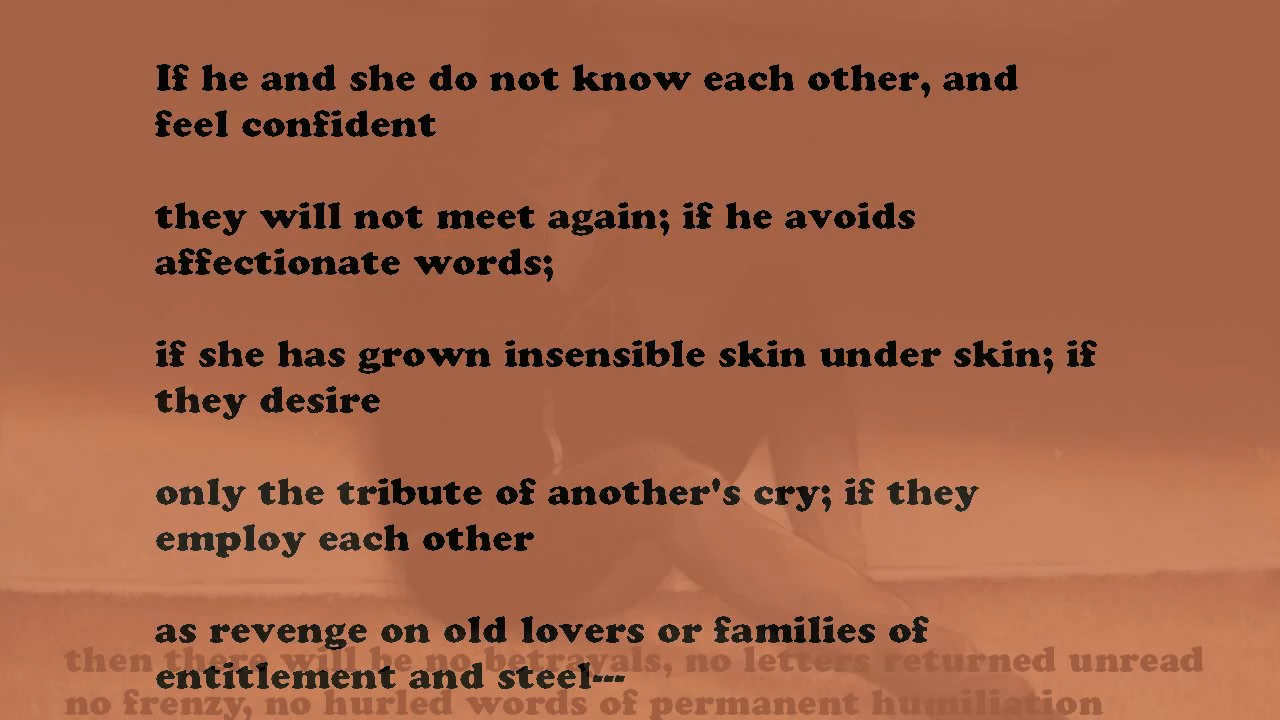 If he and she do not know each other, and
feel confident
they will not meet again; if he avoids
affectionate words;
if she has grown insensible skin under skin; if
they desire
only the tribute of another's cry; if they
employ each other
as revenge on old lovers or families of
entitlement and steel---
then there will be no betrayals, no letters returned unread
no frenzy, no hurled words of permanent humiliation